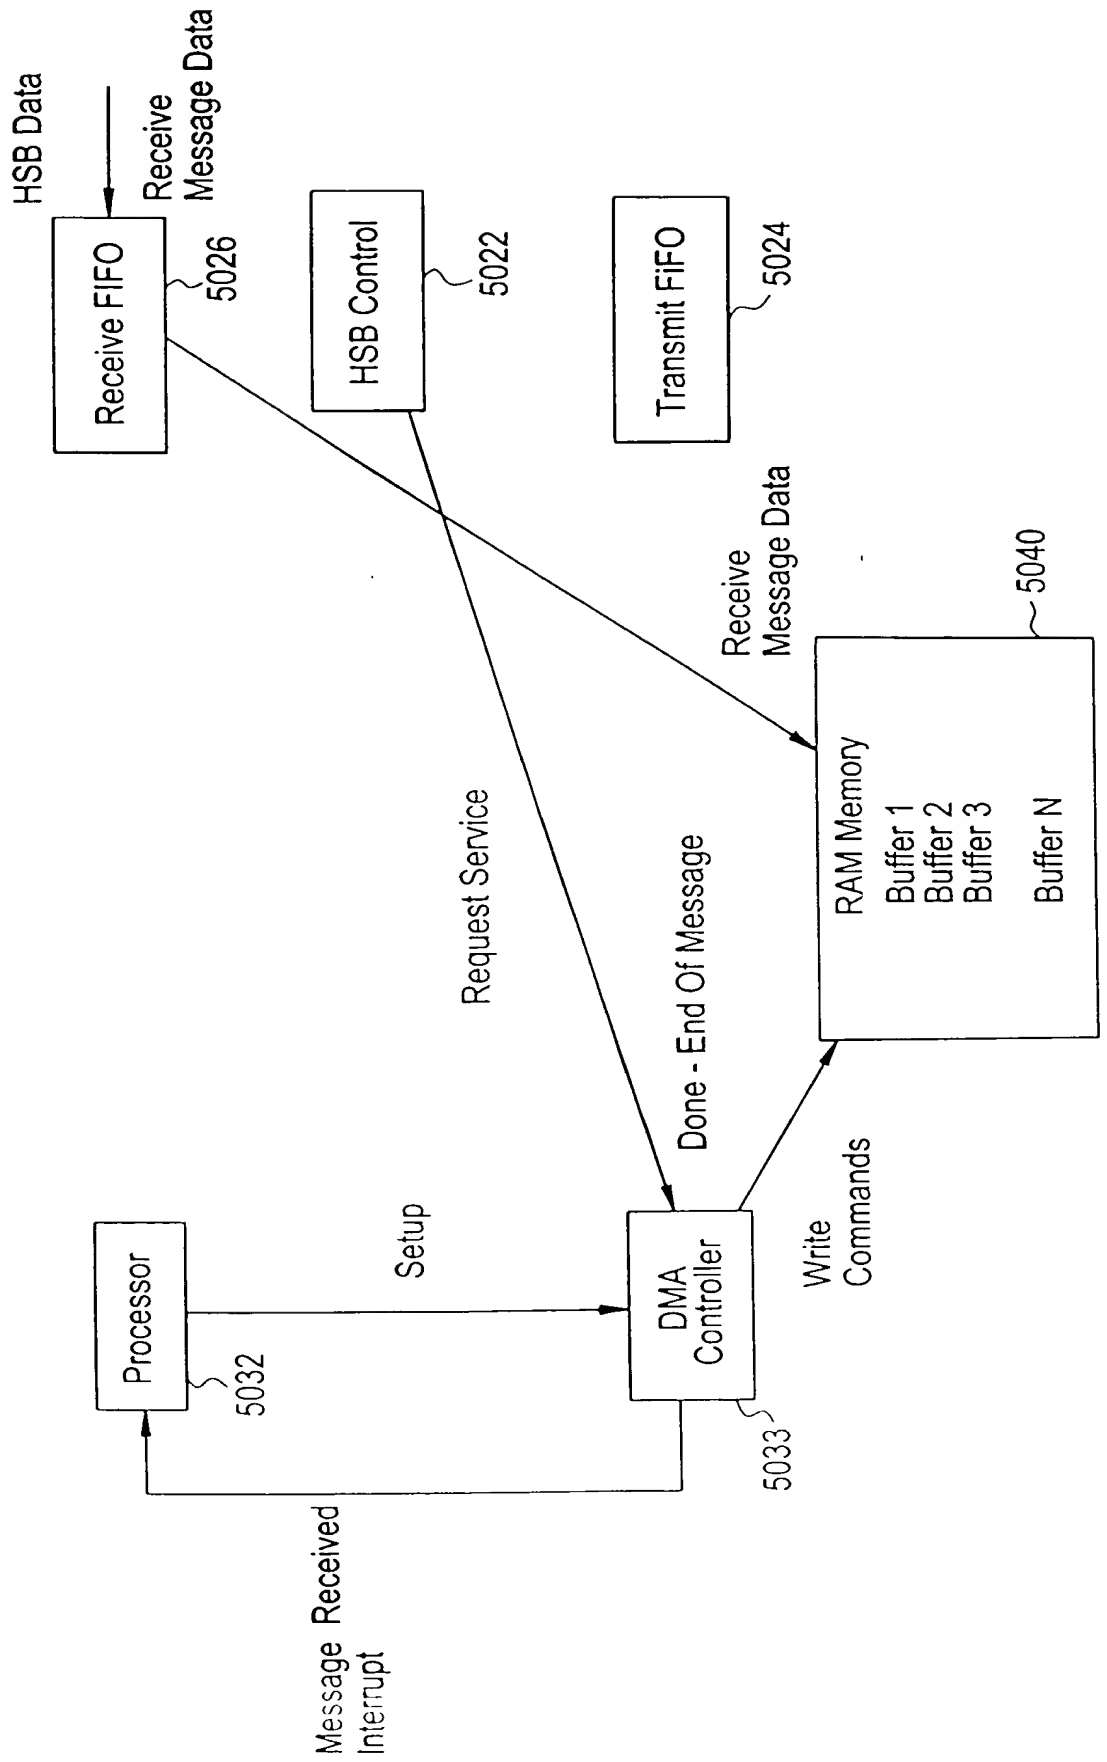 HSB Data
Receive FIFO
Receive
Message Data
5026
HSB Control
5022
Transmit FiFO
5024
Request Service
Receive
Message Data
RAM Memory
Buffer 1
Buffer 2
Buffer 3
Buffer N
5040
Processor
5032
Setup
Done - End Of Message
DMA
Controller
5033
Write
Commands
Message Received
Interrupt